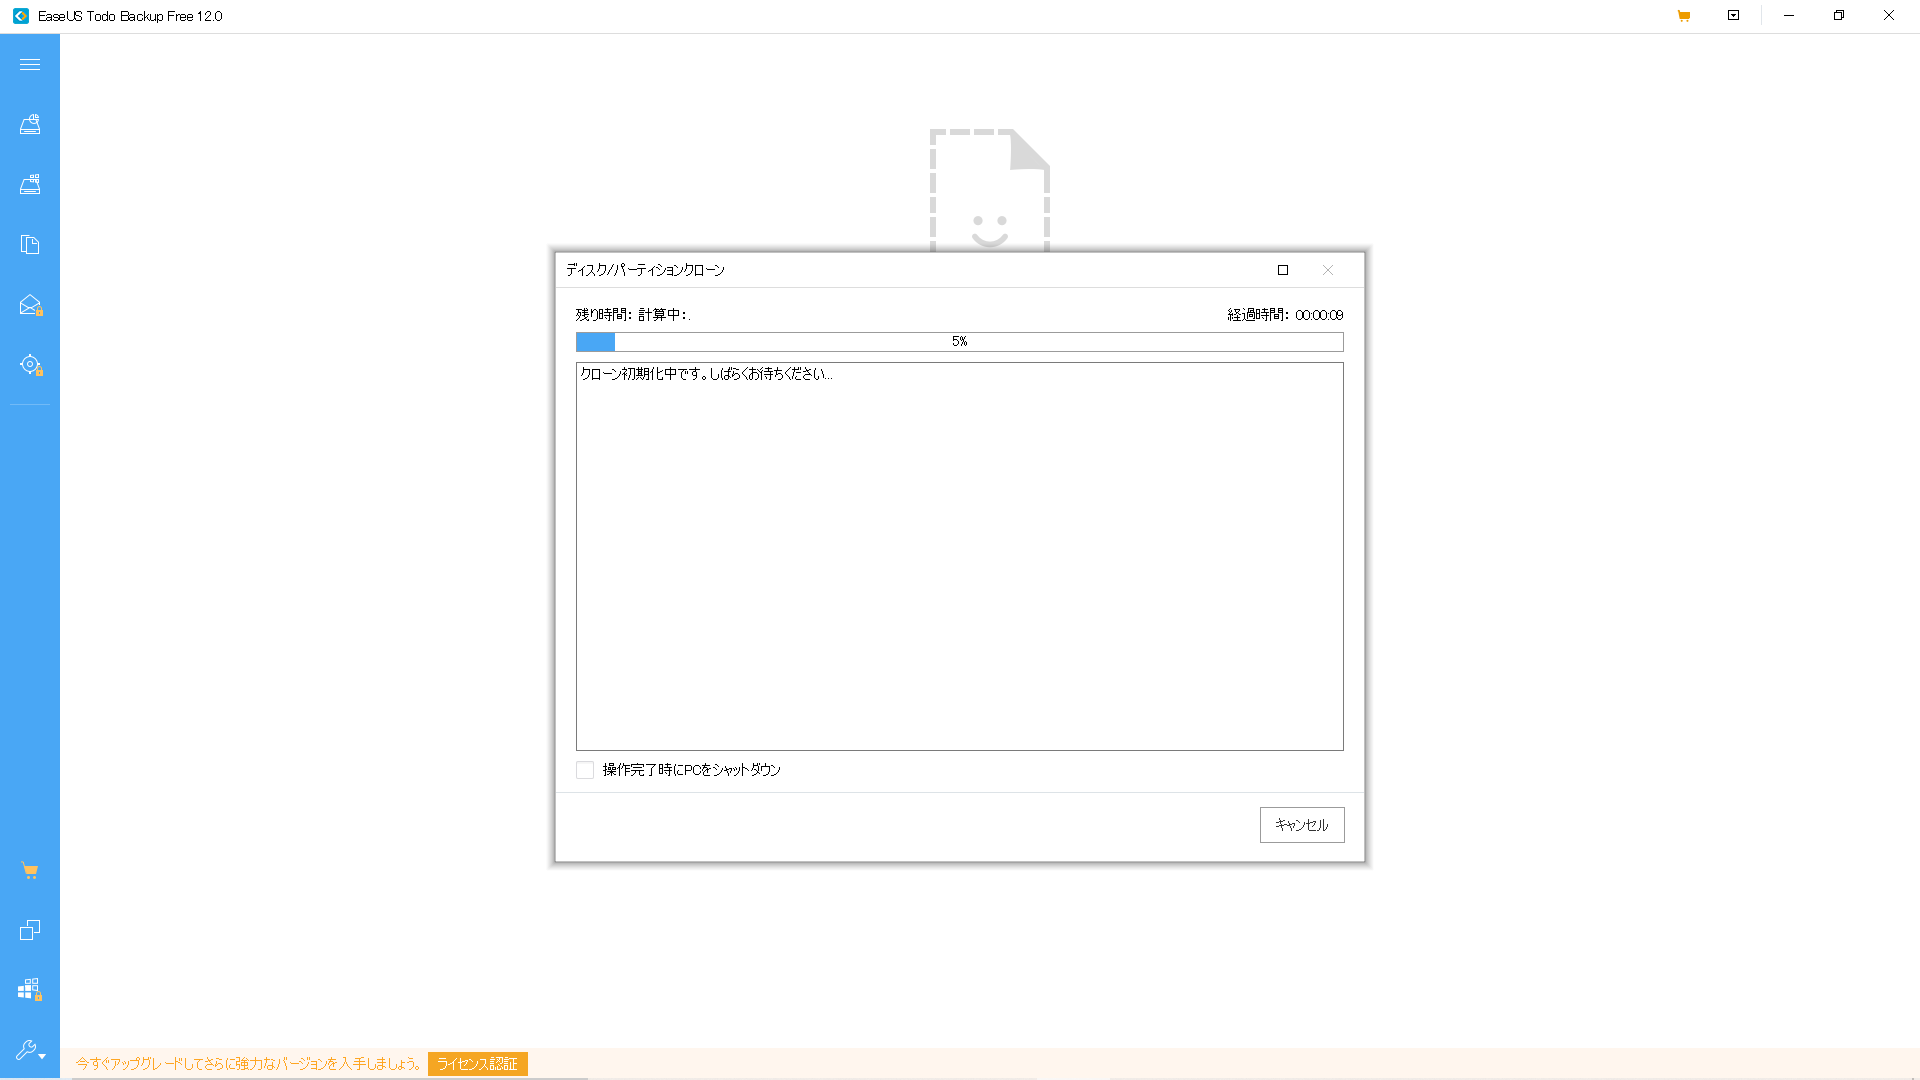 EaseUS Todo Backup Free 12.0
ディスク/パーティションクローン
残り時間: 計算中:.
経過時間: 00:00:09
5%
クローン初期化中です。しばらくお待ちください...
操作完了時にPCをシャットダウン
キャンセル
今すぐアップグレードしてさらに強力なバージョンを入手しましょう。
ライセンス認証